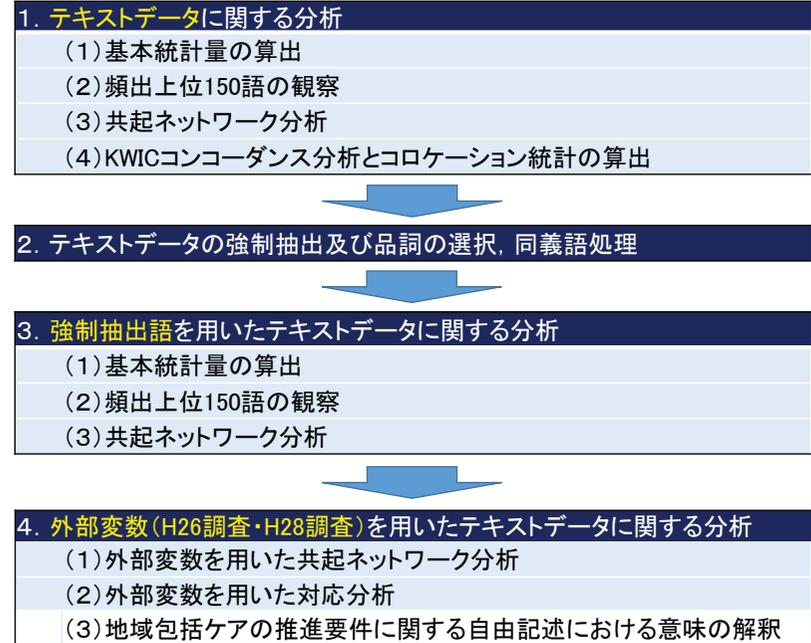 1．テキストデータに関する分析
（1）基本統計量の算出
（2）頻出上位150語の観察
（3）共起ネットワーク分析
（4）KWICコンコーダンス分析とコロケーション統計の算出
2．テキストデータの強制抽出及び品詞の選択，同義語処理
3．強制抽出語を用いたテキストデータに関する分析
（1）基本統計量の算出
（2）頻出上位150語の観察
（3）共起ネットワーク分析
4．外部変数（H26調査・H28調査）を用いたテキストデータに関する分析
（1）外部変数を用いた共起ネットワーク分析
（2）外部変数を用いた対応分析
（3）地域包括ケアの推進要件に関する自由記述における意味の解釈